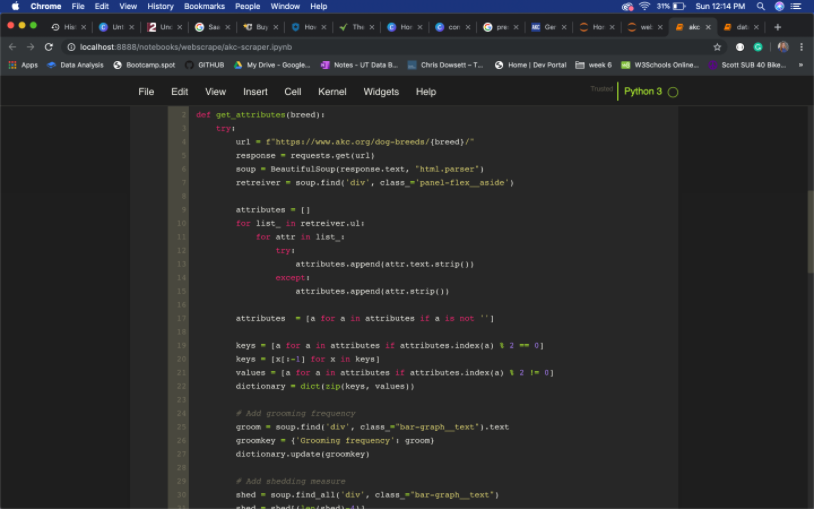 Chrome File Edit View History Bookmarks People Window Help 31% Sun 12:14 PM
Hist Unt Un Sea Buy Ho The Ho con pre Ger Ho wel akc dat
localhost:8888/notebooks/webscrape/akc-scraper.ipynb
Apps Data Analysis Bootcamp.spot GITHUB My Drive - Google... Notes - UT Data B... Chris Dowsett – T... Home | Dev Portal week 6 W3Schools Online... Scott SUB 40 Bike... »
File Edit View Insert Cell Kernel Widgets Help Trusted Python 3
2 def get_attributes(breed):
3 try:
4 url = f"https://www.akc.org/dog-breeds/{breed}/"
5 response = requests.get(url)
6 soup = BeautifulSoup(response.text, "html.parser")
7 retreiver = soup.find('div', class_='panel-flex__aside')
8
9 attributes = []
10 for list_ in retreiver.ul:
11 for attr in list_:
12 try:
13 attributes.append(attr.text.strip())
14 except:
15 attributes.append(attr.strip())
16
17 attributes = [a for a in attributes if a is not '']
18
19 keys = [a for a in attributes if attributes.index(a) % 2 == 0]
20 keys = [x[:-1] for x in keys]
21 values = [a for a in attributes if attributes.index(a) % 2 != 0]
22 dictionary = dict(zip(keys, values))
23
24 # Add grooming frequency
25 groom = soup.find('div', class_="bar-graph__text").text
26 groomkey = {'Grooming frequency': groom}
27 dictionary.update(groomkey)
28
29 # Add shedding measure
30 shed = soup.find_all('div', class_="bar-graph__text")
31 shed = shed[(len(shed)-4)]